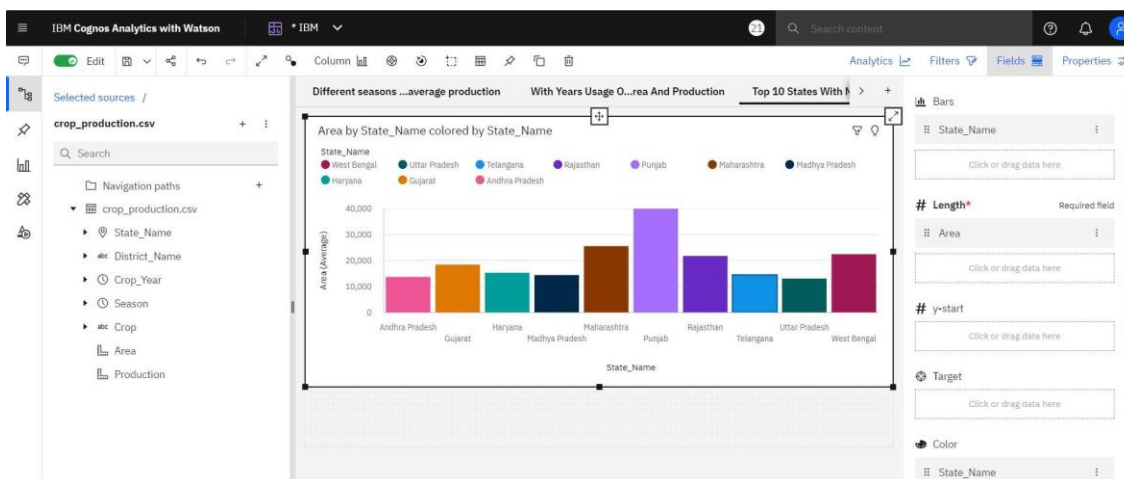 IBM Cognos Analytics with Watson
* IBM
21
Search content
Edit
Column
Analytics
Filters
Fields
Properties
Selected sources /
crop_production.csv
Search
Navigation paths
crop_production.csv
State_Name
abc District_Name
Crop_Year
Season
abc Crop
Area
Production
Different seasons ...average production
With Years Usage O...rea And Production
Top 10 States With
Area by State_Name colored by State_Name
State_Name
West Bengal
Uttar Pradesh
Telangana
Rajasthan
Punjab
Maharashtra
Madhya Pradesh
Haryana
Gujarat
Andhra Pradesh
Area (Average)
40,000
30,000
20,000
10,000
0
Andhra Pradesh
Gujarat
Haryana
Madhya Pradesh
Maharashtra
Punjab
Rajasthan
Telangana
Uttar Pradesh
West Bengal
State_Name
Bars
State_Name
Click or drag data here
# Length*
Required field
Area
Click or drag data here
# y-start
Click or drag data here
Target
Click or drag data here
Color
State_Name